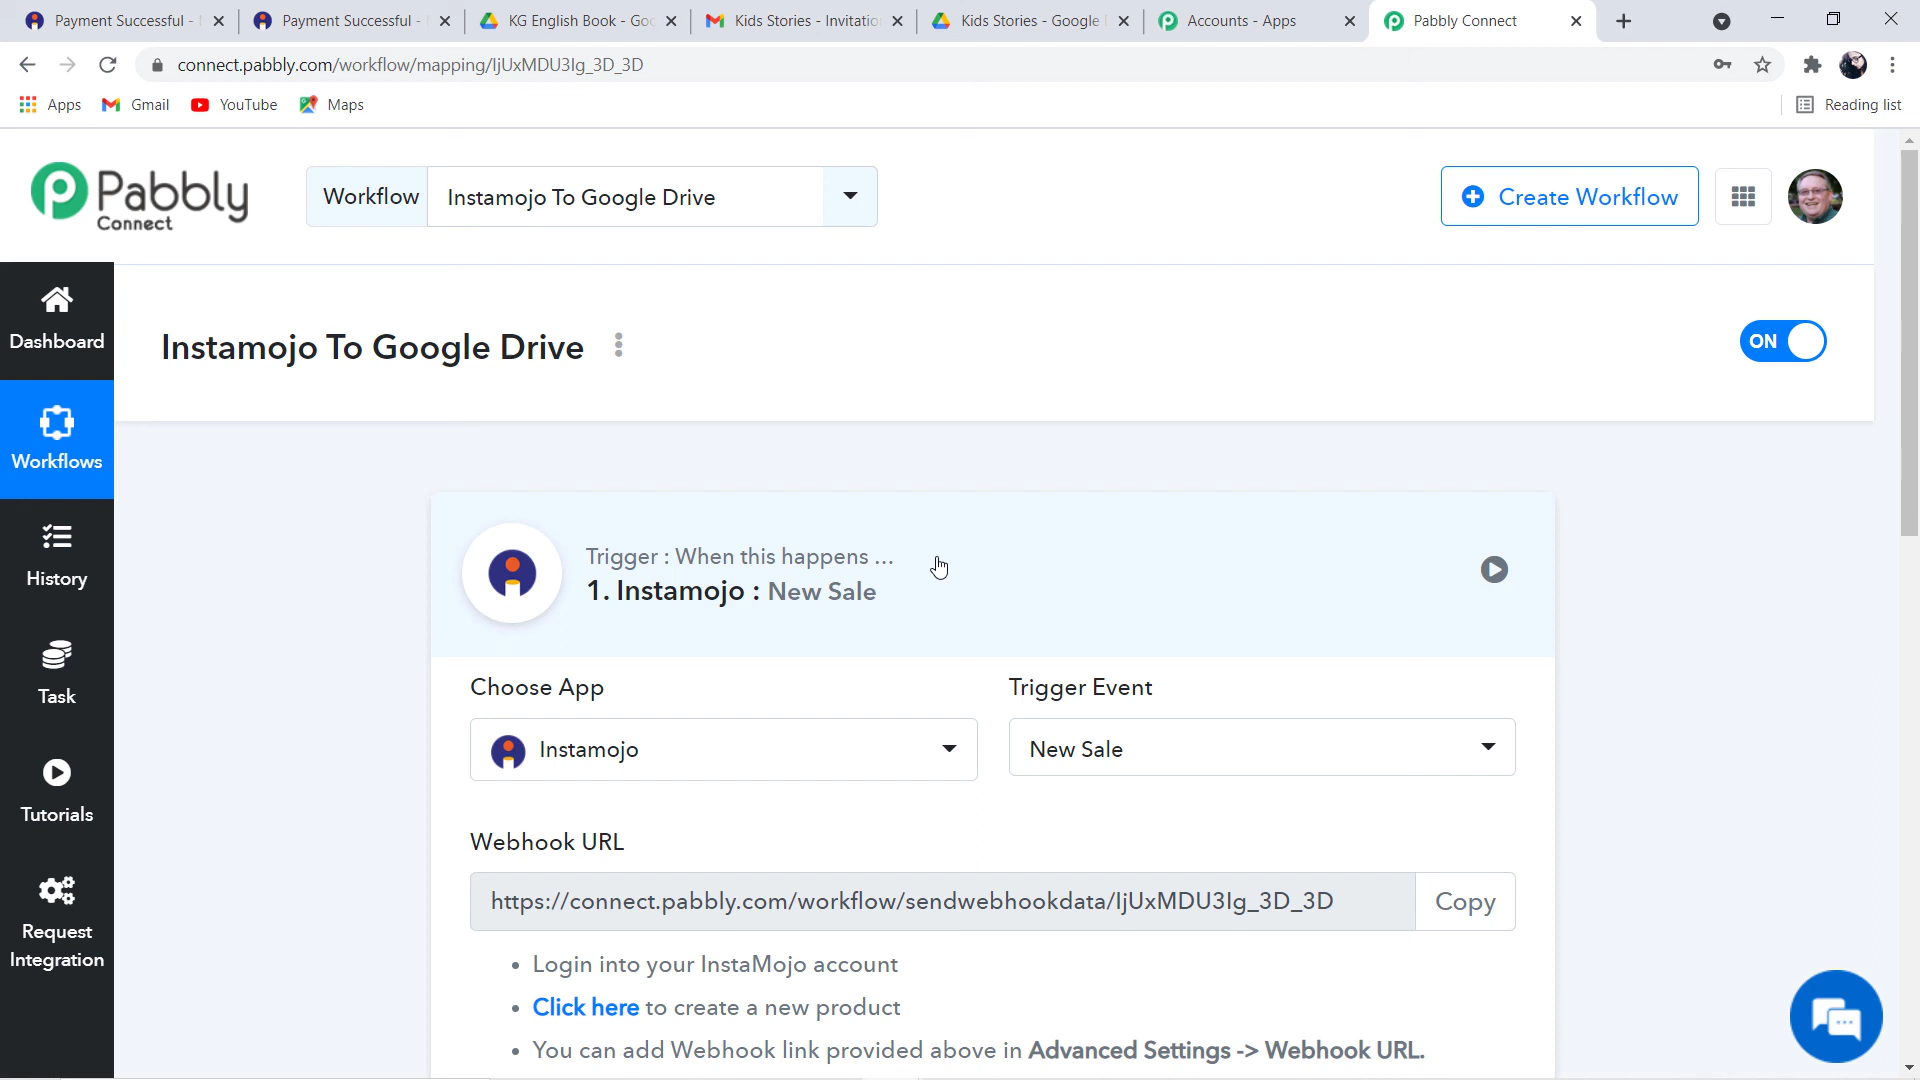 Payment Successful -
Payment Successful -
KG English Book - Goo
Kids Stories - Invitatio
Kids Stories - Google
Accounts - Apps
Pabbly Connect
connect.pabbly.com/workflow/mapping/IjUxMDU3Ig_3D_3D
Apps
Gmail
YouTube
Maps
Reading list
Pabbly
Connect
Workflow
Instamojo To Google Drive
Create Workflow
Dashboard
Instamojo To Google Drive
ON
Workflows
Trigger : When this happens ...
1. Instamojo : New Sale
History
Choose App
Trigger Event
Task
Instamojo
New Sale
Tutorials
Webhook URL
https://connect.pabbly.com/workflow/sendwebhookdata/IjUxMDU3Ig_3D_3D
Copy
Request
Integration
• Login into your InstaMojo account
• Click here to create a new product
• You can add Webhook link provided above in Advanced Settings -> Webhook URL.